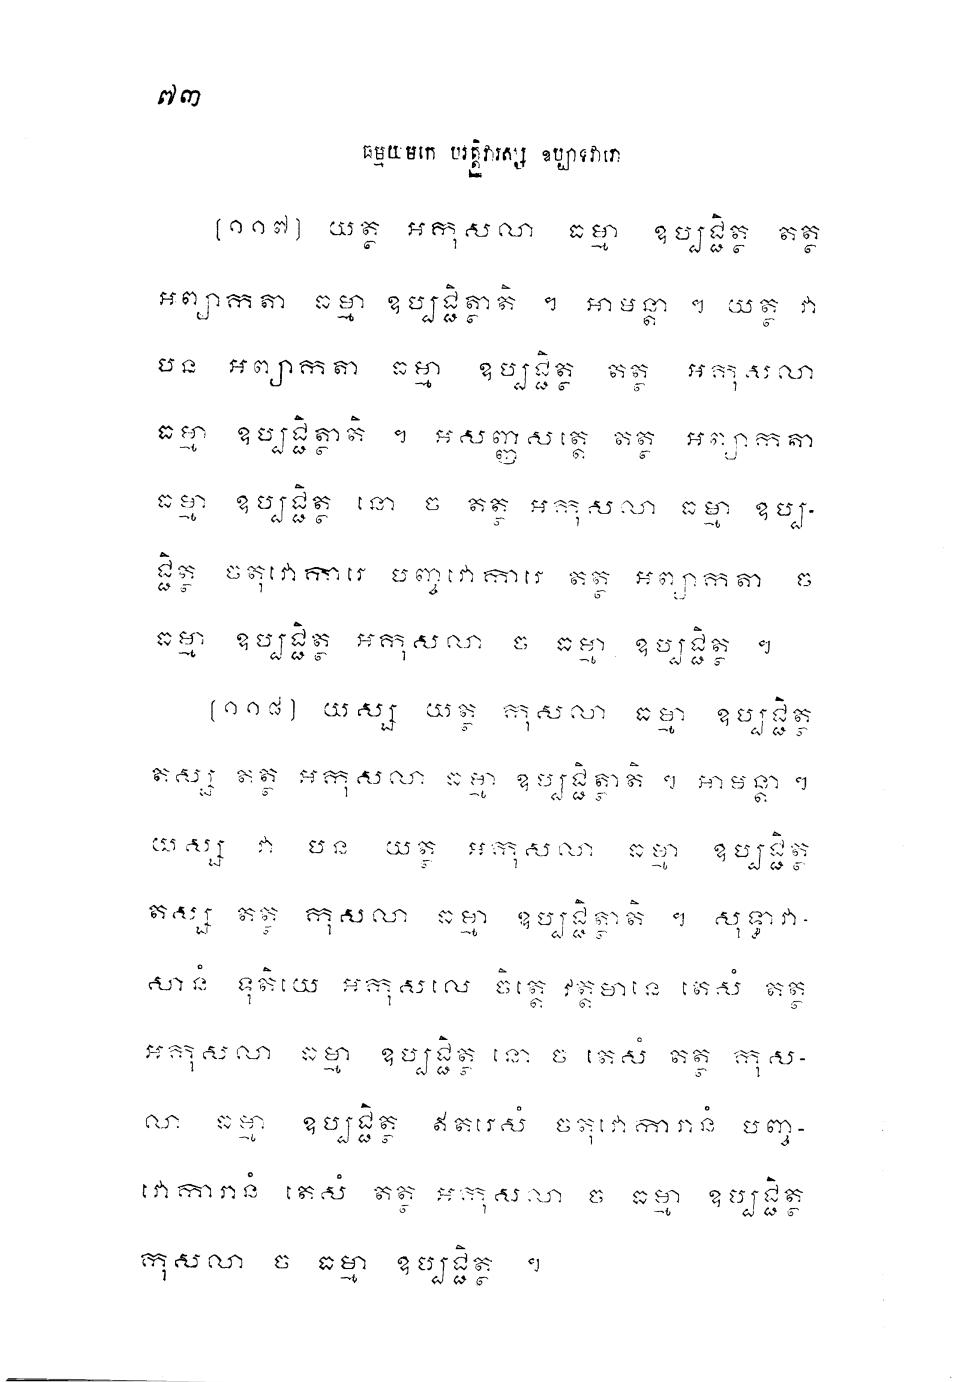 ៧៣
ធម្មយមកេ បវត្តិវារស្ស ឧប្បាទវារោ
(១១៧) យត្ថ អកុសលា ធម្មា ឧប្បជ្ជិត្ថ តត្ថ
អព្យាកតា ធម្មា ឧប្បជ្ជិត្ថាតិ ។ អាមន្តា ។ យត្ថ វា
បន អព្យាកតា ធម្មា ឧប្បជ្ជិត្ថ តត្ថ អកុសលា
ធម្មា ឧប្បជ្ជិត្ថាតិ ។ អសញ្ញសត្តេ តត្ថ អព្យាកតា
ធម្មា ឧប្បជ្ជិត្ថ នោ ច តត្ថ អកុសលា ធម្មា ឧប្ប-
ជ្ជិត្ថ ចតុវោការេ បញ្ចវោការេ តត្ថ អព្យាកតា ច
ធម្មា ឧប្បជ្ជិត្ថ អកុសលា ច ធម្មា ឧប្បជ្ជិត្ថ ។
(១១៨) យស្ស យត្ថ កុសលា ធម្មា ឧប្បជ្ជិត្ថ
តស្ស តត្ថ អកុសលា ធម្មា ឧប្បជ្ជិត្ថាតិ ។ អាមន្តា ។
យស្ស វា បន យត្ថ អកុសលា ធម្មា ឧប្បជ្ជិត្ថ
តស្ស តត្ថ កុសលា ធម្មា ឧប្បជ្ជិត្ថាតិ ។ សុទ្ធាវា-
សានំ ទុតិយេ អកុសលេ ចិត្តេ វត្តមានេ តេសំ តត្ថ
អកុសលា ធម្មា ឧប្បជ្ជិត្ថ នោ ច តេសំ តត្ថ កុស-
លា ធម្មា ឧប្បជ្ជិត្ថ ឥតរេសំ ចតុវោការានំ បញ្ច-
វោការានំ តេសំ តត្ថ អកុសលា ច ធម្មា ឧប្បជ្ជិត្ថ
កុសលា ច ធម្មា ឧប្បជ្ជិត្ថ ។